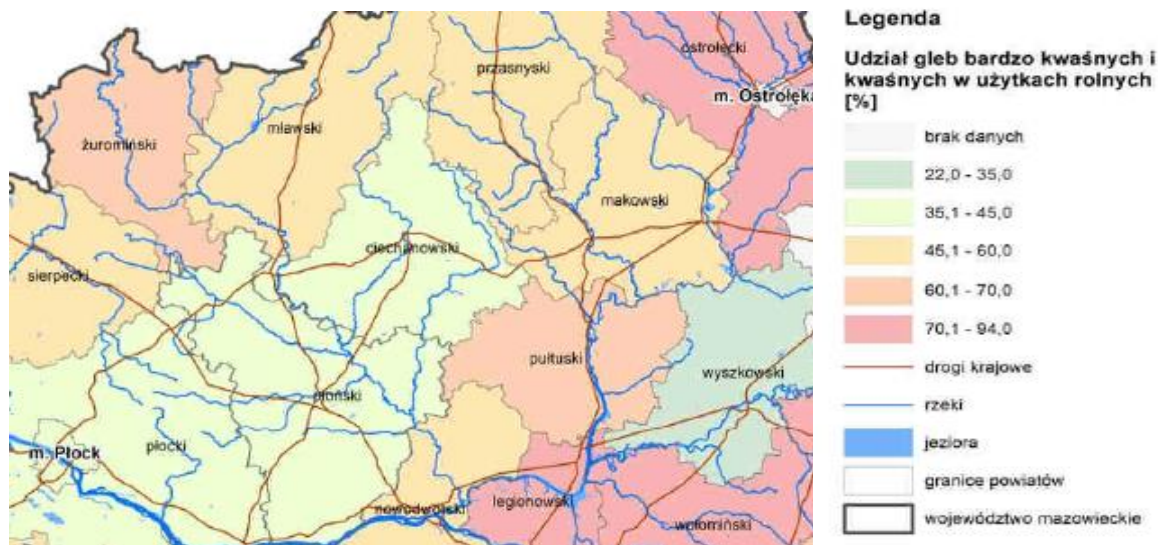 ostrołęcki
przasnyski
m. Ostrołęka
mławski
żuromiński
makowski
ciechanowski
sierpecki
pułtuski
wyszkowski
płoński
płocki
m. Płock
legionowski
nowodwolski
wołomiński
Legenda
Udział gleb bardzo kwaśnych i
kwaśnych w użytkach rolnych
[%]
brak danych
22,0 - 35,0
35,1 - 45,0
45,1 - 60,0
60,1 - 70,0
70,1 - 94,0
drogi krajowe
rzeki
jeziora
granice powiatów
województwo mazowieckie